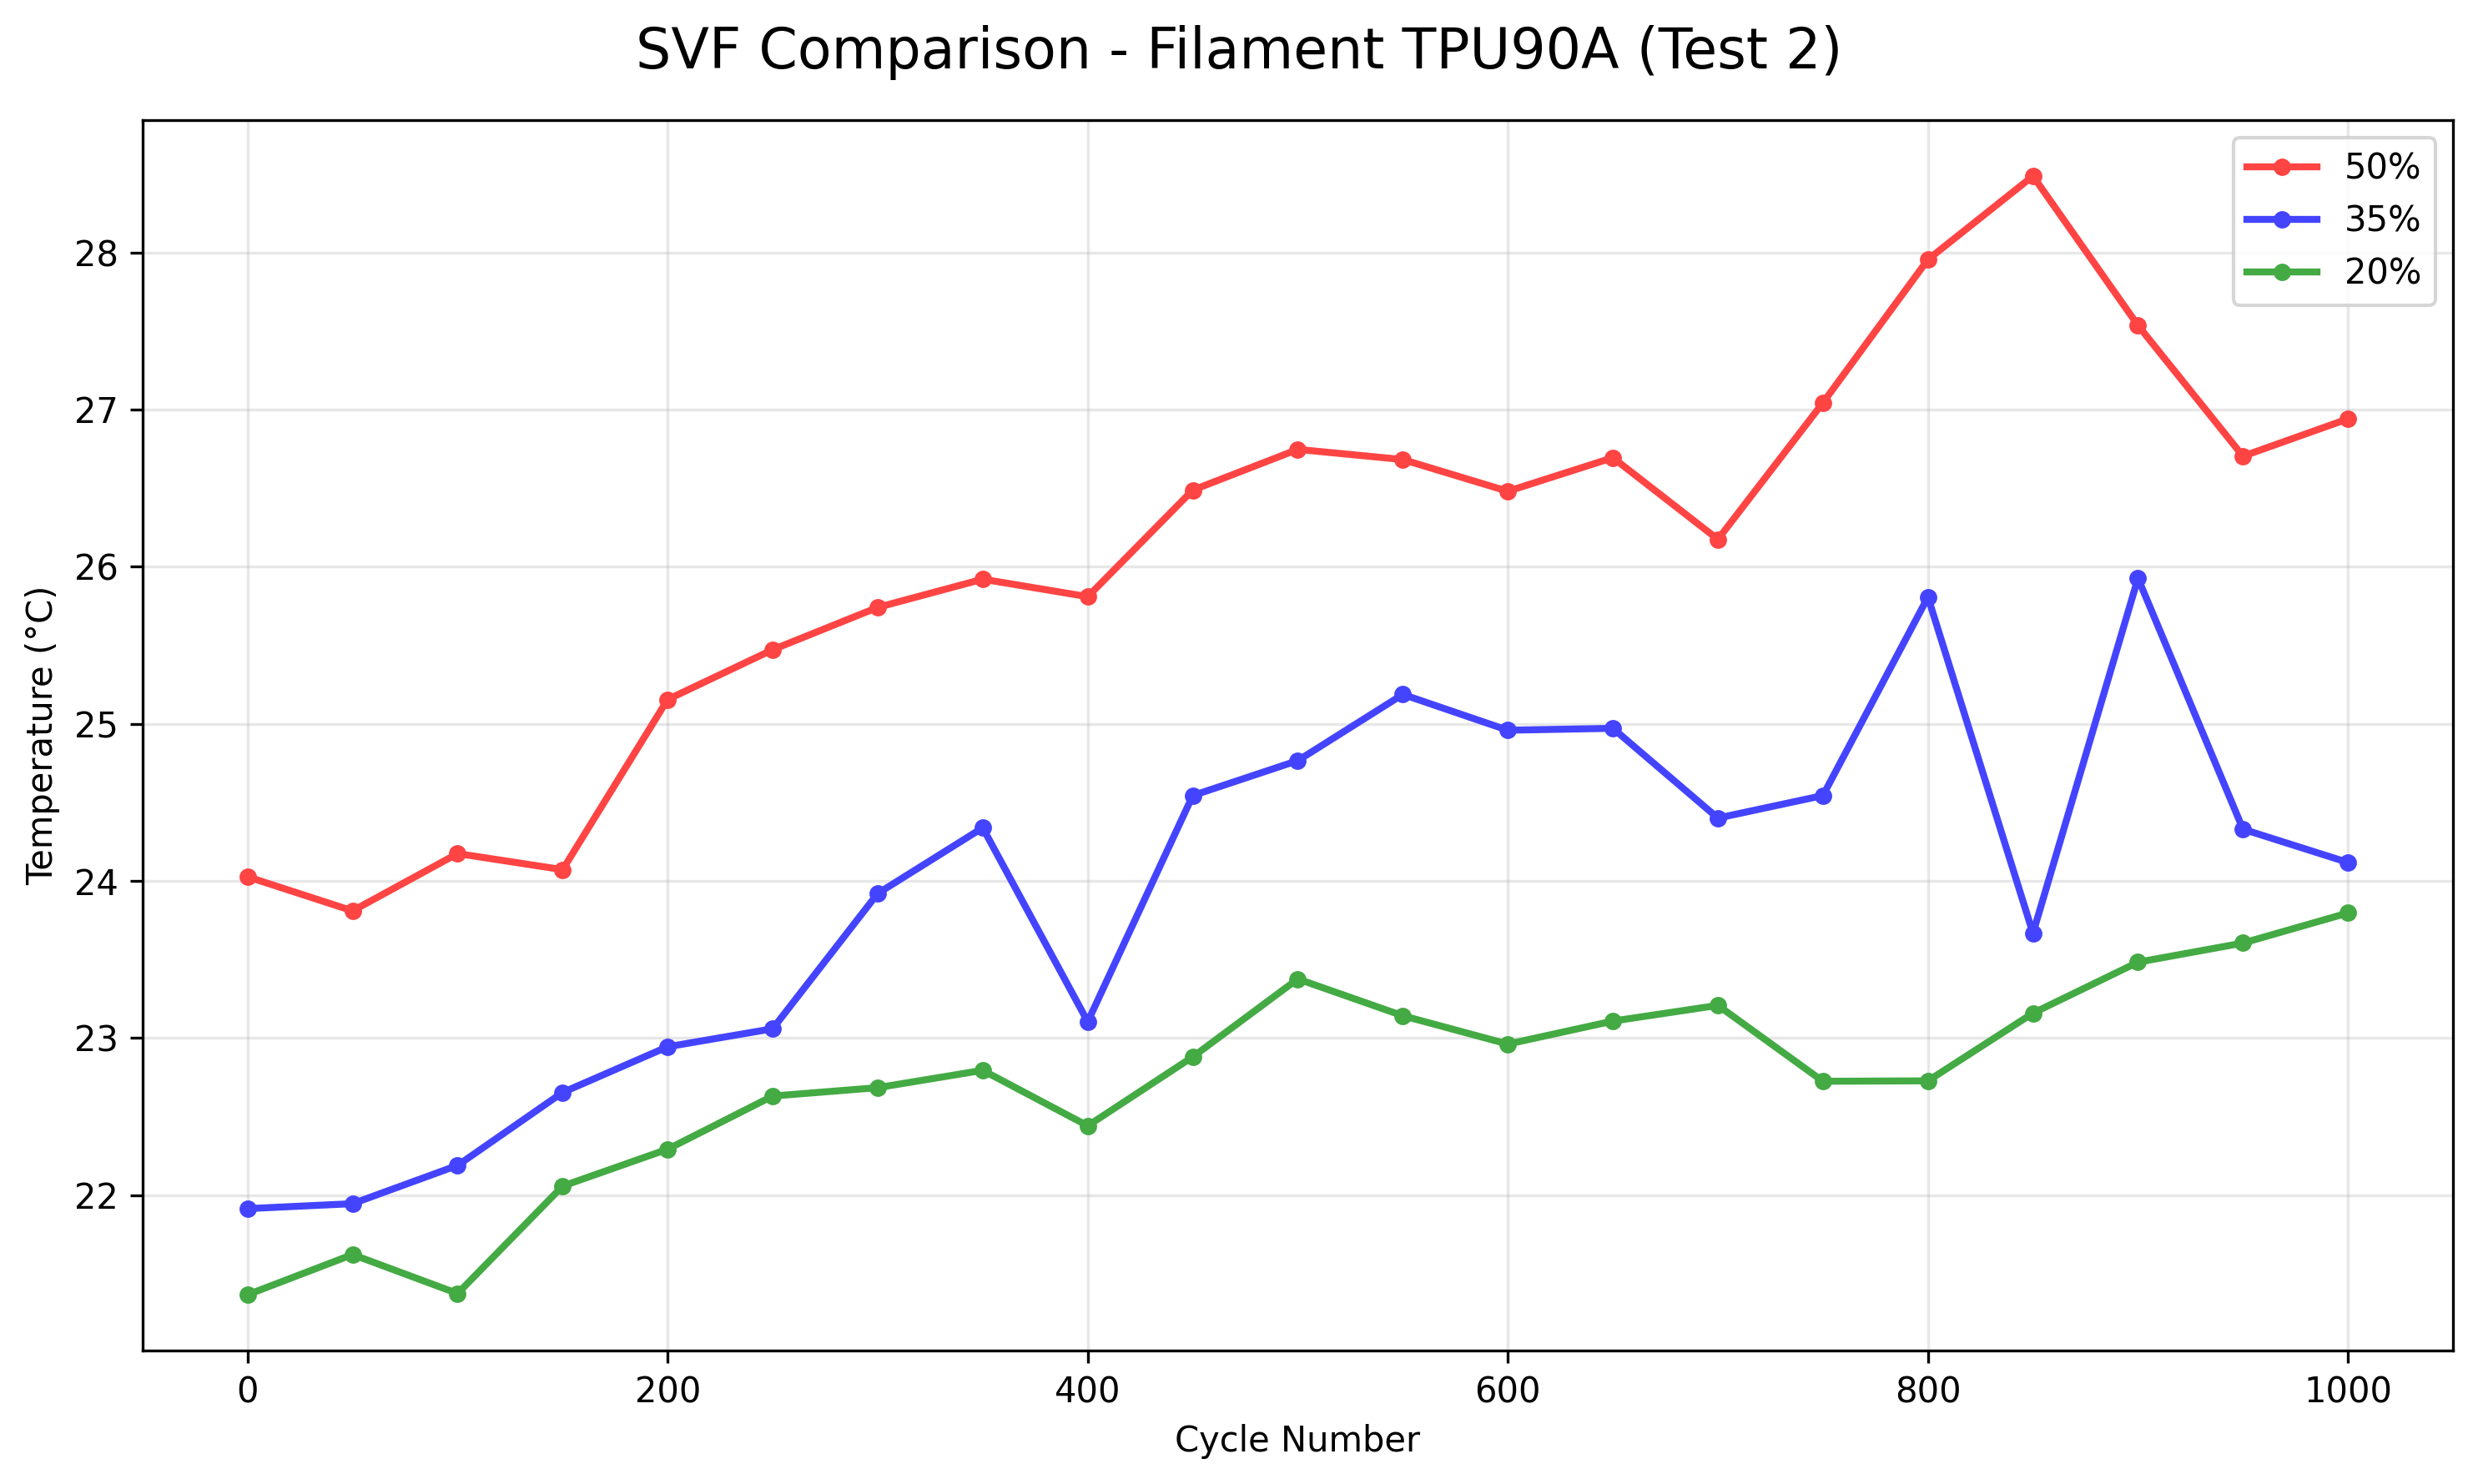 SVF Comparison - Filament TPU90A (Test 2)
50%
35%
20%
Temperature (°C)
28
27
26
25
24
23
22
0 200 400 600 800 1000
Cycle Number